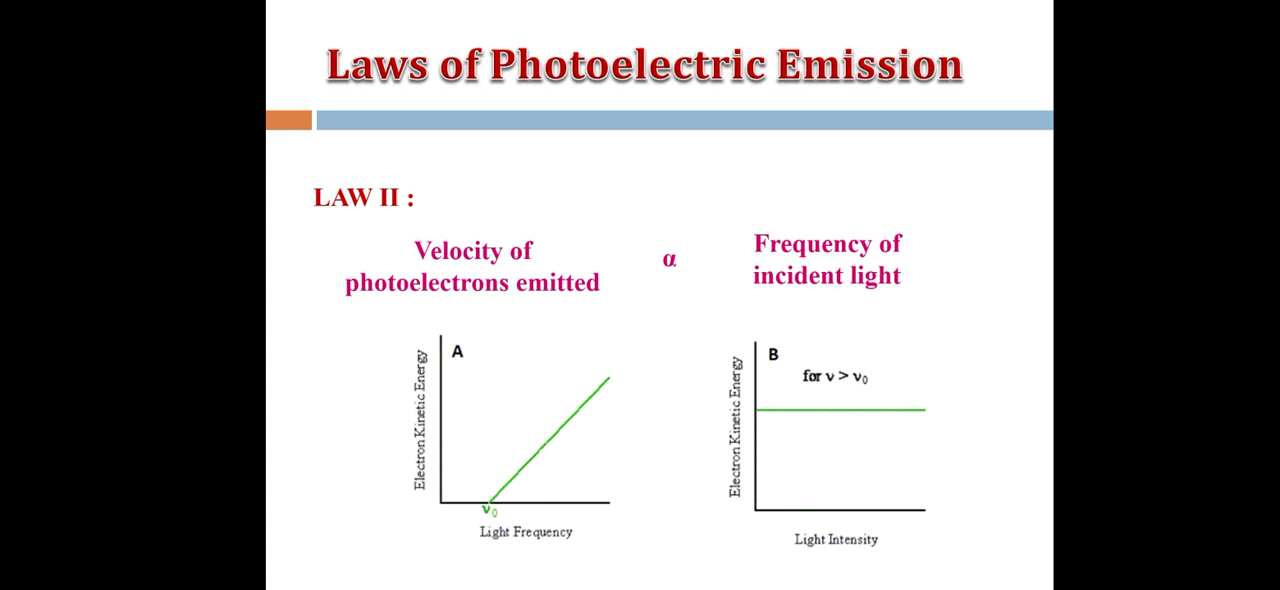 Laws of Photoelectric Emission
LAW II :
Velocity of
photoelectrons emitted
α
Frequency of
incident light
A
Electron Kinetic Energy
ν₀
Light Frequency
B
for ν > ν₀
Electron Kinetic Energy
Light Intensity